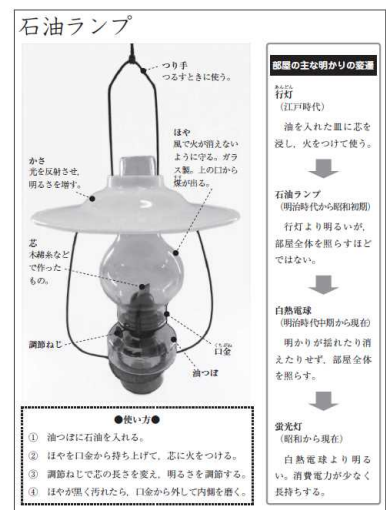 石油ランプ
つり手
つるすときに使う。
ほや
風で火が消えない
ように守る。ガラ
ス製。上の口から
煤が出る。
かさ
光を反射させ,
明るさを増す。
芯
木綿糸など
で作った
もの。
調節ねじ
くちがね
口金
油つぼ
●使い方●
① 油つぼに石油を入れる。
② ほやを口金から持ち上げて,芯に火をつける。
③ 調節ねじで芯の長さを変え,明るさを調節する。
④ ほやが黒く汚れたら,口金から外して内側を磨く。
部屋の主な明かりの変遷
あんどん
行灯
(江戸時代)
油を入れた皿に芯を
浸し,火をつけて使う。
石油ランプ
(明治時代から昭和初期)
行灯より明るいが,
部屋全体を照らすほど
ではない。
白熱電球
(明治時代中期から現在)
明かりが揺れたり消
えたりせず,部屋全体
を照らす。
蛍光灯
(昭和から現在)
白熱電球より明る
い。消費電力が少なく
長持ちする。